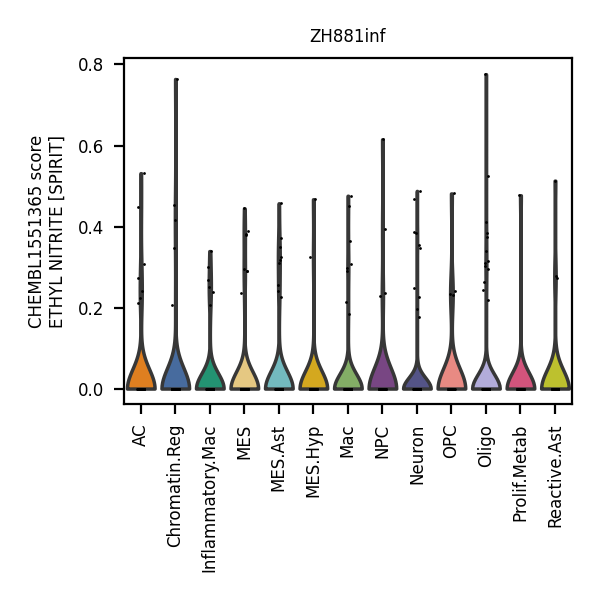 ZH881inf
CHEMBL1551365 score
ETHYL NITRITE [SPIRIT]
0.8
0.6
0.4
0.2
0.0
AC
Chromatin.Reg
Inflammatory.Mac
MES
MES.Ast
MES.Hyp
Mac
NPC
Neuron
OPC
Oligo
Prolif.Metab
Reactive.Ast